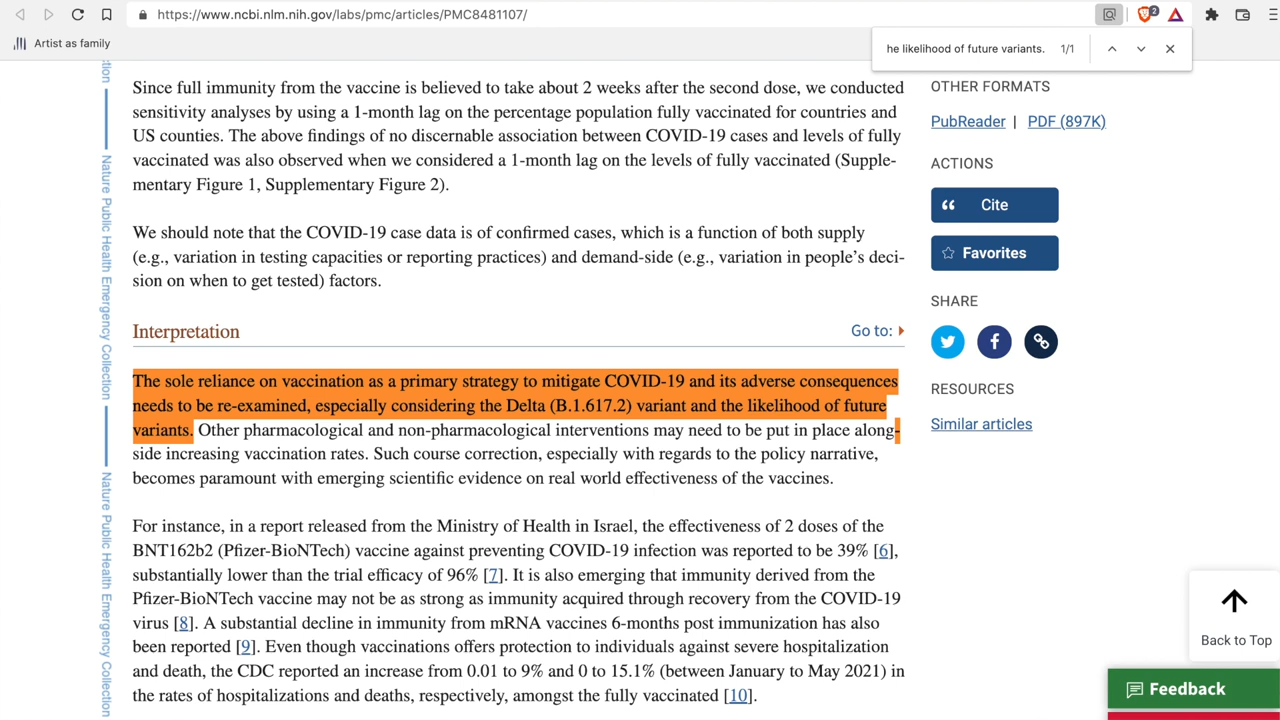 https://www.ncbi.nlm.nih.gov/labs/pmc/articles/PMC8481107/
2
Artist as family
he likelihood of future variants. 1/1
Since full immunity from the vaccine is believed to take about 2 weeks after the second dose, we conducted
sensitivity analyses by using a 1-month lag on the percentage population fully vaccinated for countries and
US counties. The above findings of no discernable association between COVID-19 cases and levels of fully
vaccinated was also observed when we considered a 1-month lag on the levels of fully vaccinated (Supple-
mentary Figure 1, Supplementary Figure 2).
We should note that the COVID-19 case data is of confirmed cases, which is a function of both supply
(e.g., variation in testing capacities or reporting practices) and demand-side (e.g., variation in people's deci-
sion on when to get tested) factors.
Interpretation
Go to:
The sole reliance on vaccination as a primary strategy to mitigate COVID-19 and its adverse consequences
needs to be re-examined, especially considering the Delta (B.1.617.2) variant and the likelihood of future
variants. Other pharmacological and non-pharmacological interventions may need to be put in place along-
side increasing vaccination rates. Such course correction, especially with regards to the policy narrative,
becomes paramount with emerging scientific evidence on real world effectiveness of the vaccines.
For instance, in a report released from the Ministry of Health in Israel, the effectiveness of 2 doses of the
BNT162b2 (Pfizer-BioNTech) vaccine against preventing COVID-19 infection was reported to be 39% [6],
substantially lower than the trial efficacy of 96% [7]. It is also emerging that immunity derived from the
Pfizer-BioNTech vaccine may not be as strong as immunity acquired through recovery from the COVID-19
virus [8]. A substantial decline in immunity from mRNA vaccines 6-months post immunization has also
been reported [9]. Even though vaccinations offers protection to individuals against severe hospitalization
and death, the CDC reported an increase from 0.01 to 9% and 0 to 15.1% (between January to May 2021) in
the rates of hospitalizations and deaths, respectively, amongst the fully vaccinated [10].
tion
Nature Public Health Emergency Collection
Nature Public Health Emergency Collection
OTHER FORMATS
PubReader | PDF (897K)
ACTIONS
Cite
Favorites
SHARE
RESOURCES
Similar articles
Back to Top
Feedback